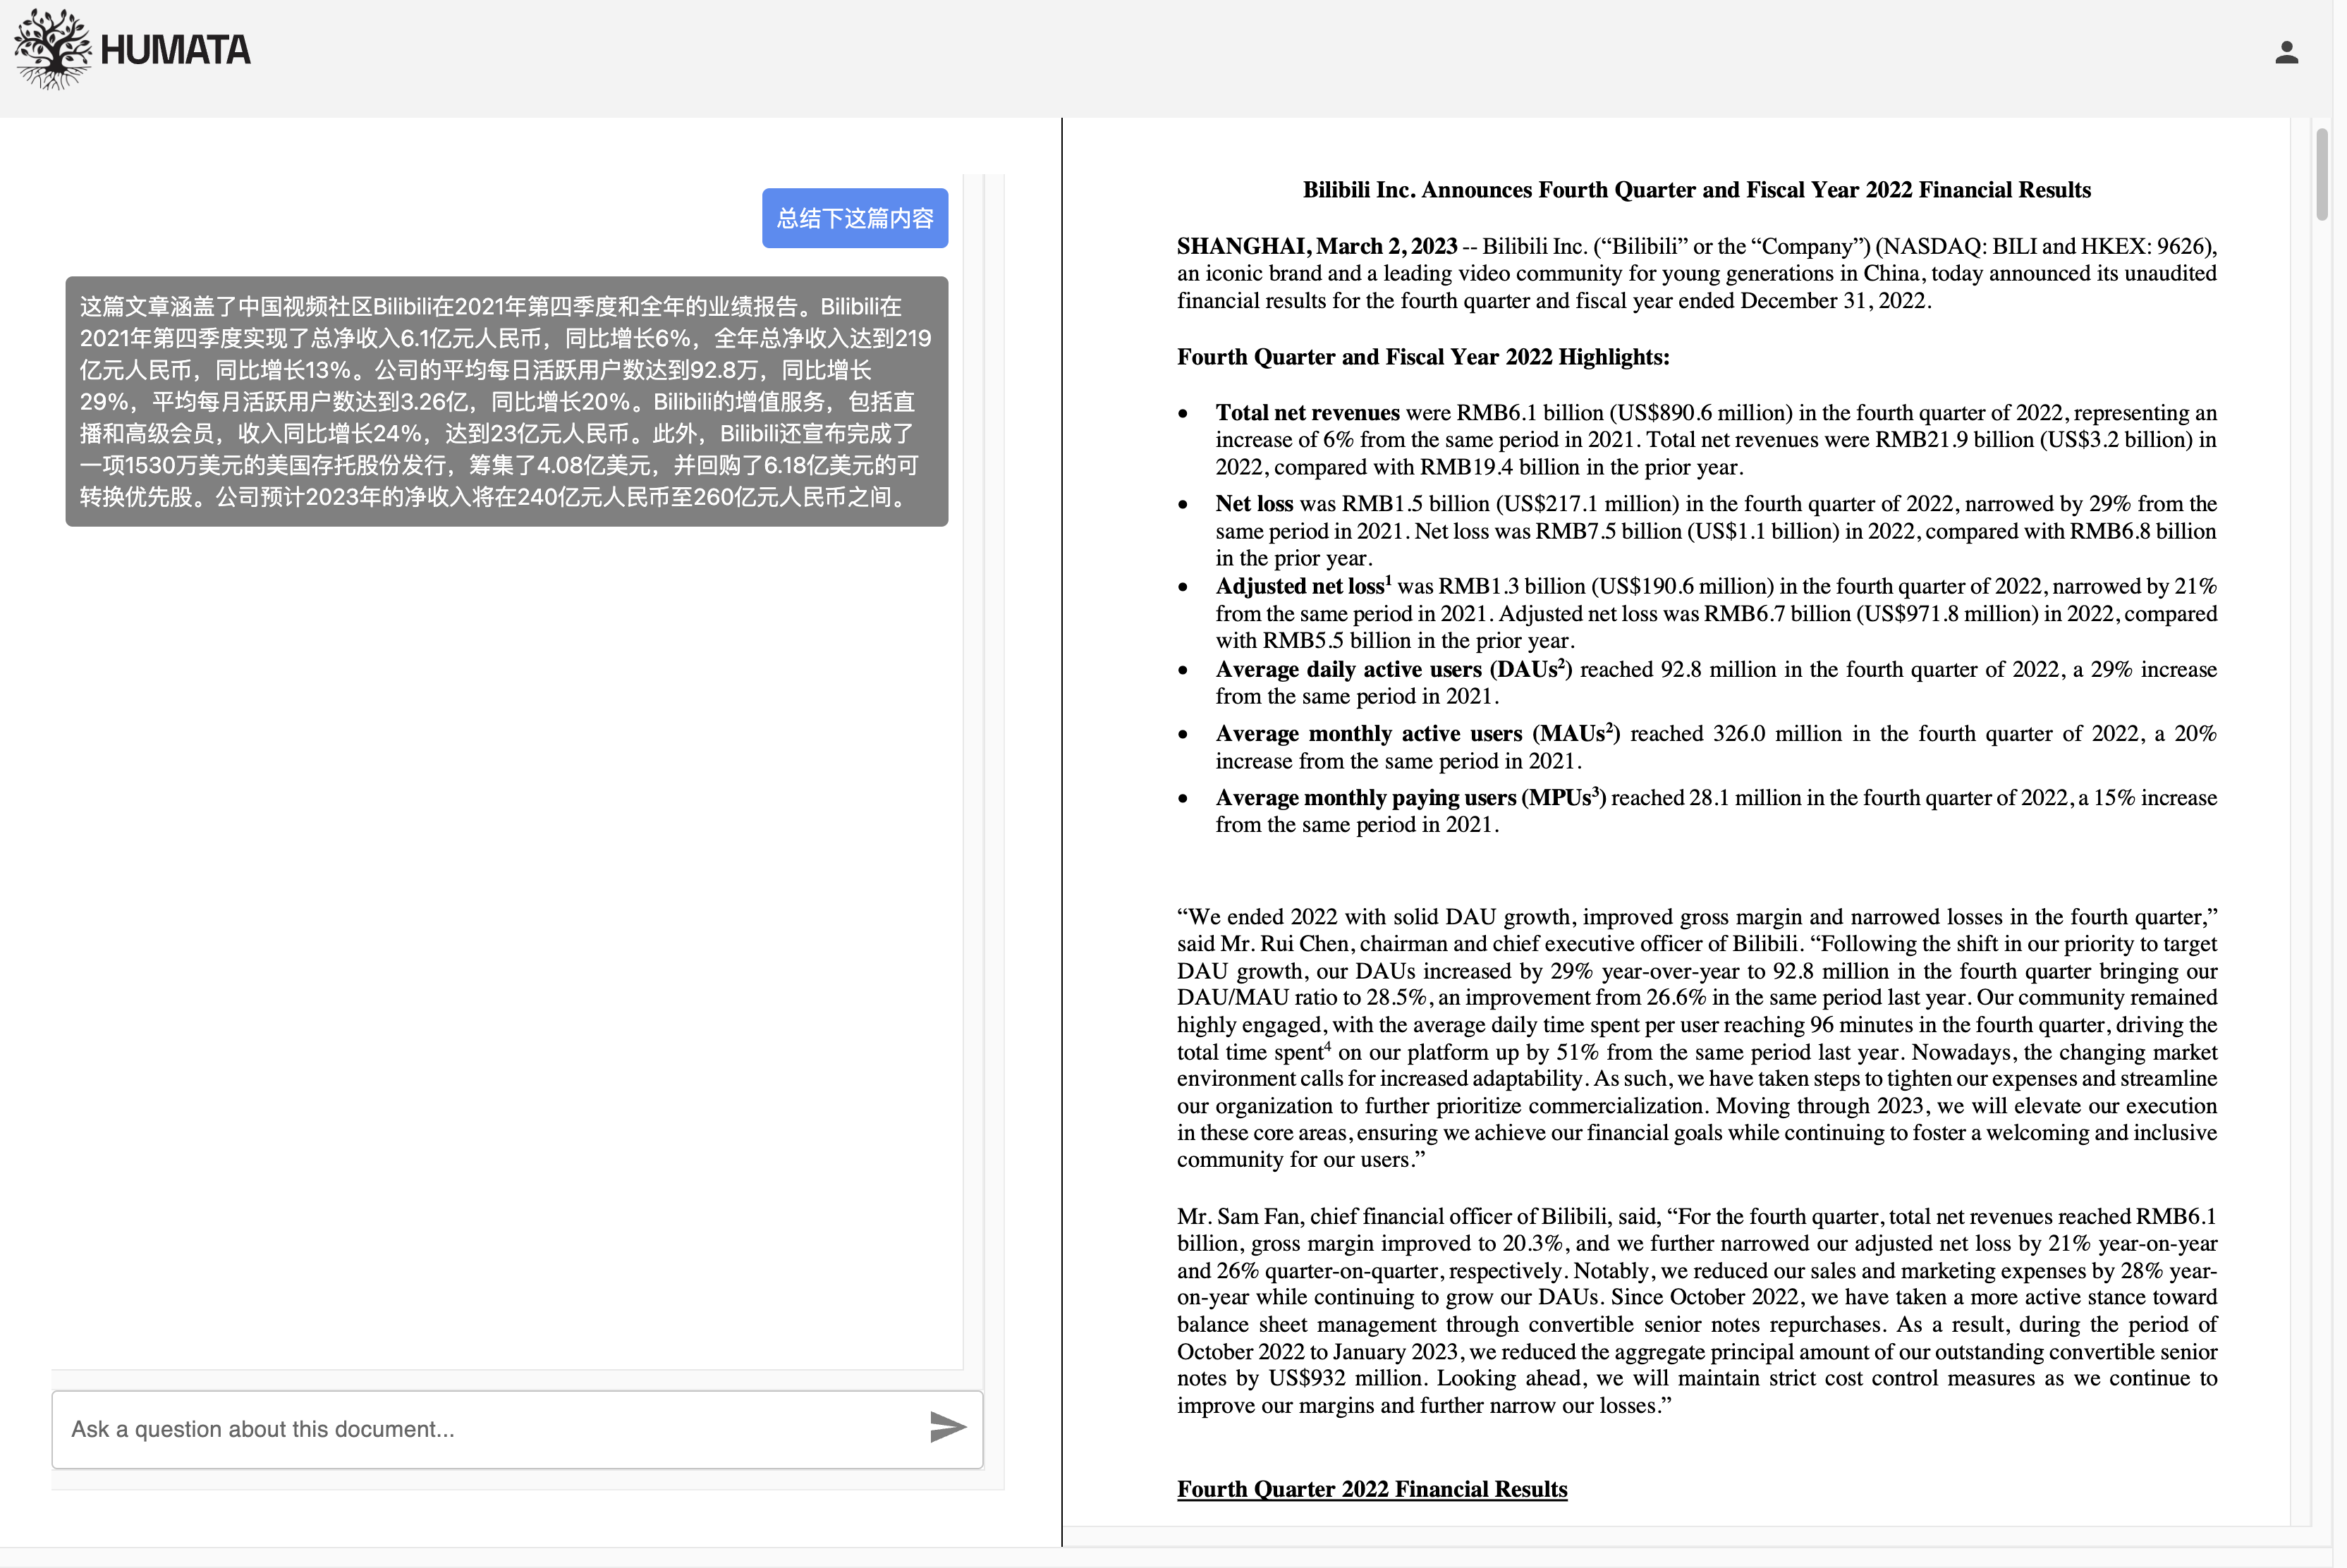 HUMATA
总结下这篇内容
这篇文章涵盖了中国视频社区Bilibili在2021年第四季度和全年的业绩报告。Bilibili在
2021年第四季度实现了总净收入6.1亿元人民币，同比增长6%，全年总净收入达到219
亿元人民币，同比增长13%。公司的平均每日活跃用户数达到92.8万，同比增长
29%，平均每月活跃用户数达到3.26亿，同比增长20%。Bilibili的增值服务，包括直
播和高级会员，收入同比增长24%，达到23亿元人民币。此外，Bilibili还宣布完成了
一项1530万美元的美国存托股份发行，筹集了4.08亿美元，并回购了6.18亿美元的可
转换优先股。公司预计2023年的净收入将在240亿元人民币至260亿元人民币之间。
Ask a question about this document...
Bilibili Inc. Announces Fourth Quarter and Fiscal Year 2022 Financial Results
SHANGHAI, March 2, 2023 -- Bilibili Inc. (“Bilibili” or the “Company”) (NASDAQ: BILI and HKEX: 9626),
an iconic brand and a leading video community for young generations in China, today announced its unaudited
financial results for the fourth quarter and fiscal year ended December 31, 2022.
Fourth Quarter and Fiscal Year 2022 Highlights:
• Total net revenues were RMB6.1 billion (US$890.6 million) in the fourth quarter of 2022, representing an
increase of 6% from the same period in 2021. Total net revenues were RMB21.9 billion (US$3.2 billion) in
2022, compared with RMB19.4 billion in the prior year.
• Net loss was RMB1.5 billion (US$217.1 million) in the fourth quarter of 2022, narrowed by 29% from the
same period in 2021. Net loss was RMB7.5 billion (US$1.1 billion) in 2022, compared with RMB6.8 billion
in the prior year.
• Adjusted net loss¹ was RMB1.3 billion (US$190.6 million) in the fourth quarter of 2022, narrowed by 21%
from the same period in 2021. Adjusted net loss was RMB6.7 billion (US$971.8 million) in 2022, compared
with RMB5.5 billion in the prior year.
• Average daily active users (DAUs²) reached 92.8 million in the fourth quarter of 2022, a 29% increase
from the same period in 2021.
• Average monthly active users (MAUs²) reached 326.0 million in the fourth quarter of 2022, a 20%
increase from the same period in 2021.
• Average monthly paying users (MPUs³) reached 28.1 million in the fourth quarter of 2022, a 15% increase
from the same period in 2021.
“We ended 2022 with solid DAU growth, improved gross margin and narrowed losses in the fourth quarter,”
said Mr. Rui Chen, chairman and chief executive officer of Bilibili. “Following the shift in our priority to target
DAU growth, our DAUs increased by 29% year-over-year to 92.8 million in the fourth quarter bringing our
DAU/MAU ratio to 28.5%, an improvement from 26.6% in the same period last year. Our community remained
highly engaged, with the average daily time spent per user reaching 96 minutes in the fourth quarter, driving the
total time spent⁴ on our platform up by 51% from the same period last year. Nowadays, the changing market
environment calls for increased adaptability. As such, we have taken steps to tighten our expenses and streamline
our organization to further prioritize commercialization. Moving through 2023, we will elevate our execution
in these core areas, ensuring we achieve our financial goals while continuing to foster a welcoming and inclusive
community for our users.”
Mr. Sam Fan, chief financial officer of Bilibili, said, “For the fourth quarter, total net revenues reached RMB6.1
billion, gross margin improved to 20.3%, and we further narrowed our adjusted net loss by 21% year-on-year
and 26% quarter-on-quarter, respectively. Notably, we reduced our sales and marketing expenses by 28% year-
on-year while continuing to grow our DAUs. Since October 2022, we have taken a more active stance toward
balance sheet management through convertible senior notes repurchases. As a result, during the period of
October 2022 to January 2023, we reduced the aggregate principal amount of our outstanding convertible senior
notes by US$932 million. Looking ahead, we will maintain strict cost control measures as we continue to
improve our margins and further narrow our losses.”
Fourth Quarter 2022 Financial Results